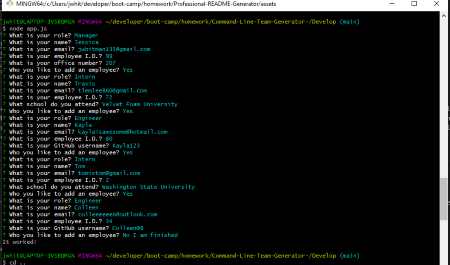 MINGW64:/c/Users/jwhit/developer/boot-camp/homework/Professional-README-Generator/assets
jwhit@LAPTOP-3VSBQMGN MINGW64 ~/developer/boot-camp/homework/Command-Line-Team-Generator-/Develop (main)
$ node app.js
? What is your role? Manager
? What is your name? Jessica
? What is your email? jwhitman135@gmail.com
? What is your employee I.D.? 99
? What is your office number? 207
? Who you like to add an employee? Yes
? What is your role? Intern
? What is your name? Travis
? What is your email?
? What is your employee I.D.? 72
? What school do you attend? Velvet Foam University
? Who you like to add an employee? Yes
? What is your role? Engineer
? What is your name? Kayla
? What is your email? kaylaisawesome@hotmail.com
? What is your employee I.D.? 80
? What is your GitHub username? Kayla123
? Who you like to add an employee? Yes
? What is your role? Intern
? What is your name? Tom
? What is your email? tomistom@gmail.com
? What is your employee I.D.? 2
? What school do you attend? Washington State University
? Who you like to add an employee? Yes
? What is your role? Engineer
? What is your name? Colleen
? What is your email?
? What is your employee I.D.? 34
? What is your GitHub username? Colleen88
? Who you like to add an employee? No I am finished
It worked!
jwhit@LAPTOP-3VSBQMGN MINGW64 ~/developer/boot-camp/homework/Command-Line-Team-Generator-/Develop (main)
$ cd ..